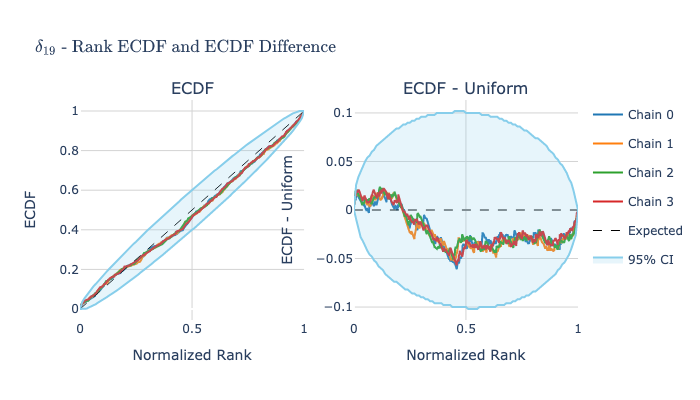 δ₁₉ - Rank ECDF and ECDF Difference
ECDF
ECDF - Uniform
ECDF
1
0.8
0.6
0.4
0.2
0
0
0.5
1
Normalized Rank
ECDF - Uniform
0.1
0.05
0
−0.05
−0.1
0
0.5
1
Normalized Rank
Chain 0
Chain 1
Chain 2
Chain 3
Expected
95% CI